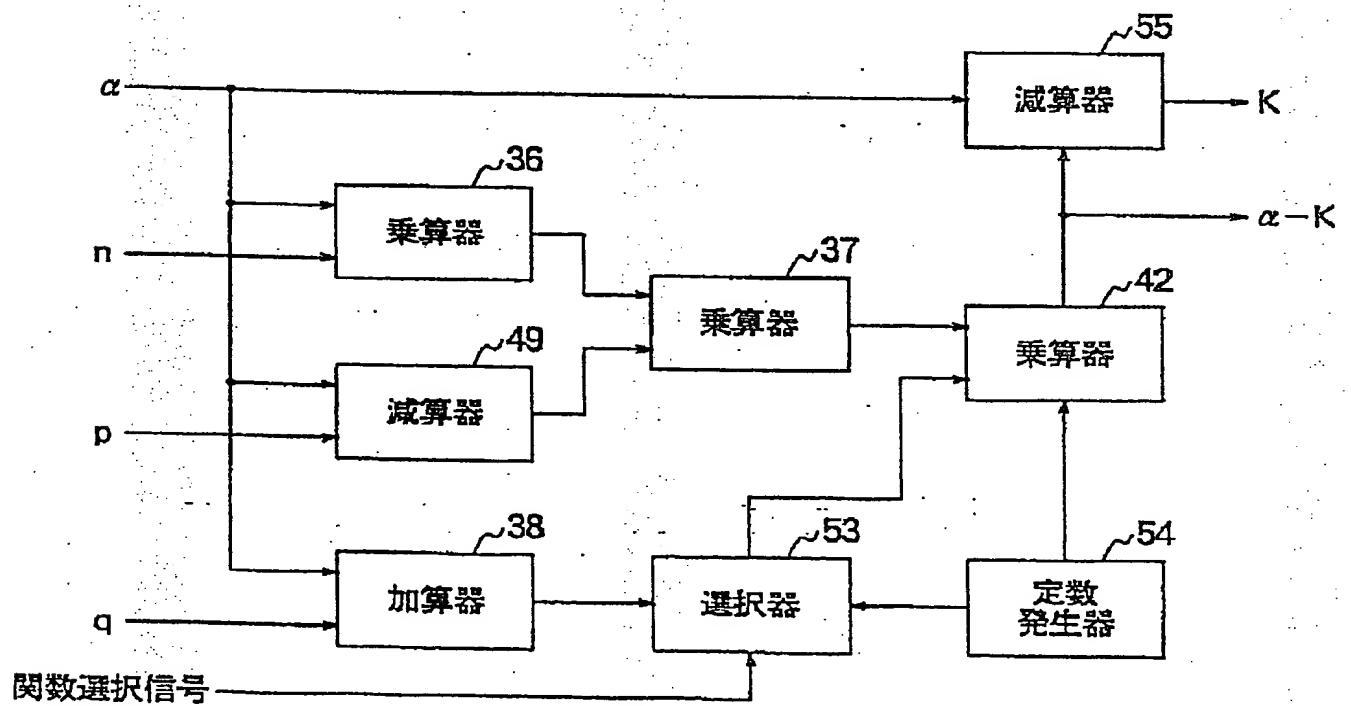 55
α
減算器
K
36
乗算器
α-K
n
37
乗算器
42
乗算器
49
減算器
p
38
加算器
53
選択器
54
定数
発生器
q
関数選択信号